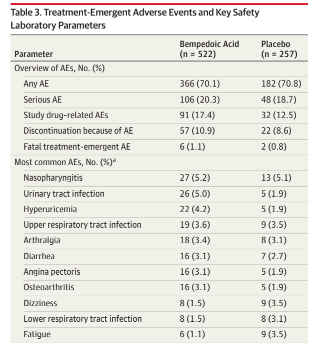 Table 3. Treatment-Emergent Adverse Events and Key Safety
Laboratory Parameters
Parameter Bempedoic Acid (n = 522) Placebo (n = 257)
Overview of AEs, No. (%)
Any AE 366 (70.1) 182 (70.8)
Serious AE 106 (20.3) 48 (18.7)
Study drug-related AEs 91 (17.4) 32 (12.5)
Discontinuation because of AE 57 (10.9) 22 (8.6)
Fatal treatment-emergent AE 6 (1.1) 2 (0.8)
Most common AEs, No. (%)a
Nasopharyngitis 27 (5.2) 13 (5.1)
Urinary tract infection 26 (5.0) 5 (1.9)
Hyperuricemia 22 (4.2) 5 (1.9)
Upper respiratory tract infection 19 (3.6) 9 (3.5)
Arthralgia 18 (3.4) 8 (3.1)
Diarrhea 16 (3.1) 7 (2.7)
Angina pectoris 16 (3.1) 5 (1.9)
Osteoarthritis 16 (3.1) 5 (1.9)
Dizziness 8 (1.5) 9 (3.5)
Lower respiratory tract infection 8 (1.5) 8 (3.1)
Fatigue 6 (1.1) 9 (3.5)